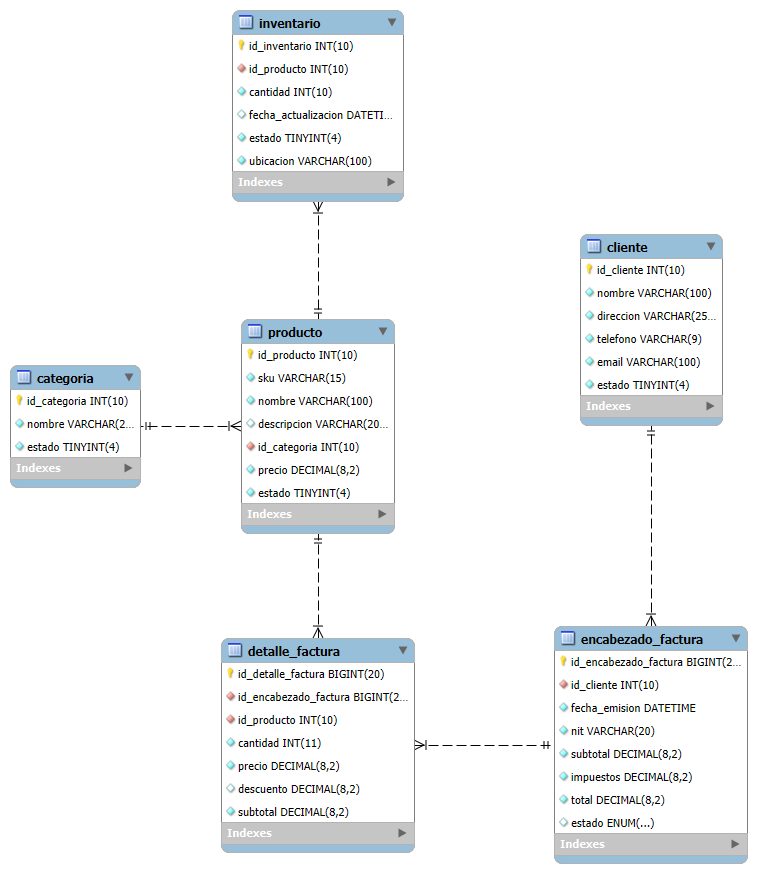 inventario
id_inventario INT(10)
id_producto INT(10)
cantidad INT(10)
fecha_actualizacion DATETI...
estado TINYINT(4)
ubicacion VARCHAR(100)
Indexes
cliente
id_cliente INT(10)
nombre VARCHAR(100)
direccion VARCHAR(25...
telefono VARCHAR(9)
email VARCHAR(100)
estado TINYINT(4)
Indexes
producto
id_producto INT(10)
sku VARCHAR(15)
nombre VARCHAR(100)
descripcion VARCHAR(20...
id_categoria INT(10)
precio DECIMAL(8,2)
estado TINYINT(4)
Indexes
categoria
id_categoria INT(10)
nombre VARCHAR(2...
estado TINYINT(4)
Indexes
detalle_factura
id_detalle_factura BIGINT(20)
id_encabezado_factura BIGINT(2...
id_producto INT(10)
cantidad INT(11)
precio DECIMAL(8,2)
descuento DECIMAL(8,2)
subtotal DECIMAL(8,2)
Indexes
encabezado_factura
id_encabezado_factura BIGINT(2...
id_cliente INT(10)
fecha_emision DATETIME
nit VARCHAR(20)
subtotal DECIMAL(8,2)
impuestos DECIMAL(8,2)
total DECIMAL(8,2)
estado ENUM(...)
Indexes